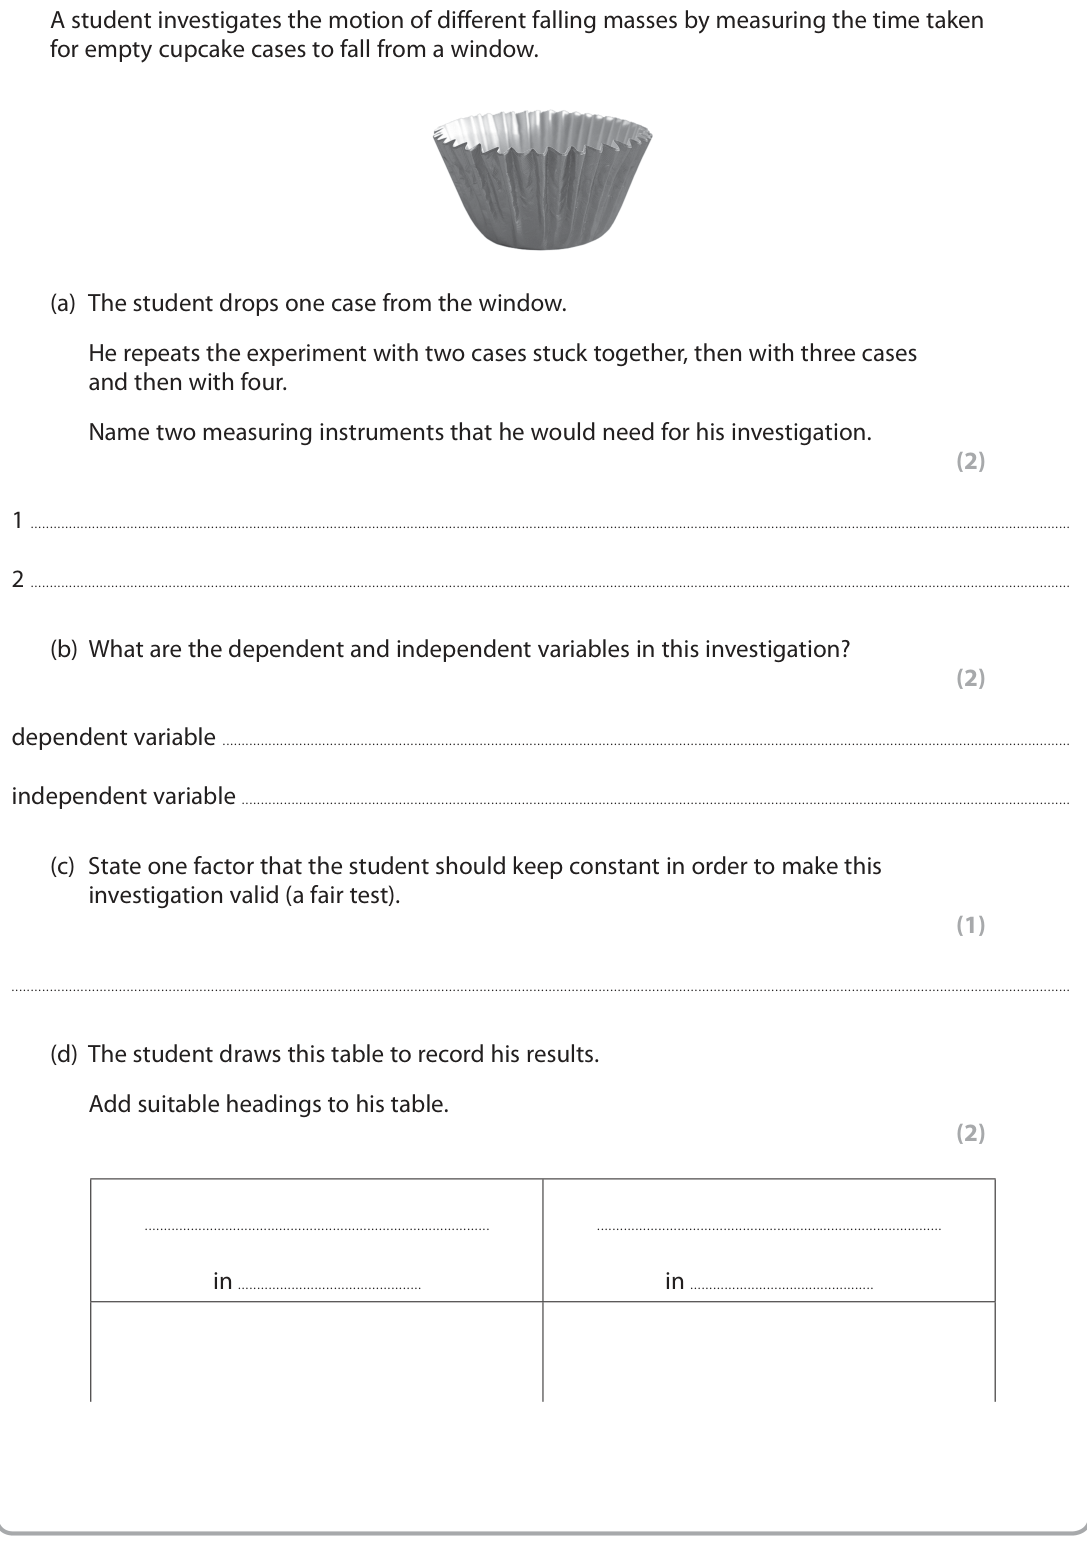 A student investigates the motion of different falling masses by measuring the time taken
for empty cupcake cases to fall from a window.
(a) The student drops one case from the window.
He repeats the experiment with two cases stuck together, then with three cases
and then with four.
Name two measuring instruments that he would need for his investigation.
(2)
1
2
(b) What are the dependent and independent variables in this investigation?
(2)
dependent variable
independent variable
(c) State one factor that the student should keep constant in order to make this
investigation valid (a fair test).
(1)
(d) The student draws this table to record his results.
Add suitable headings to his table.
(2)
in in